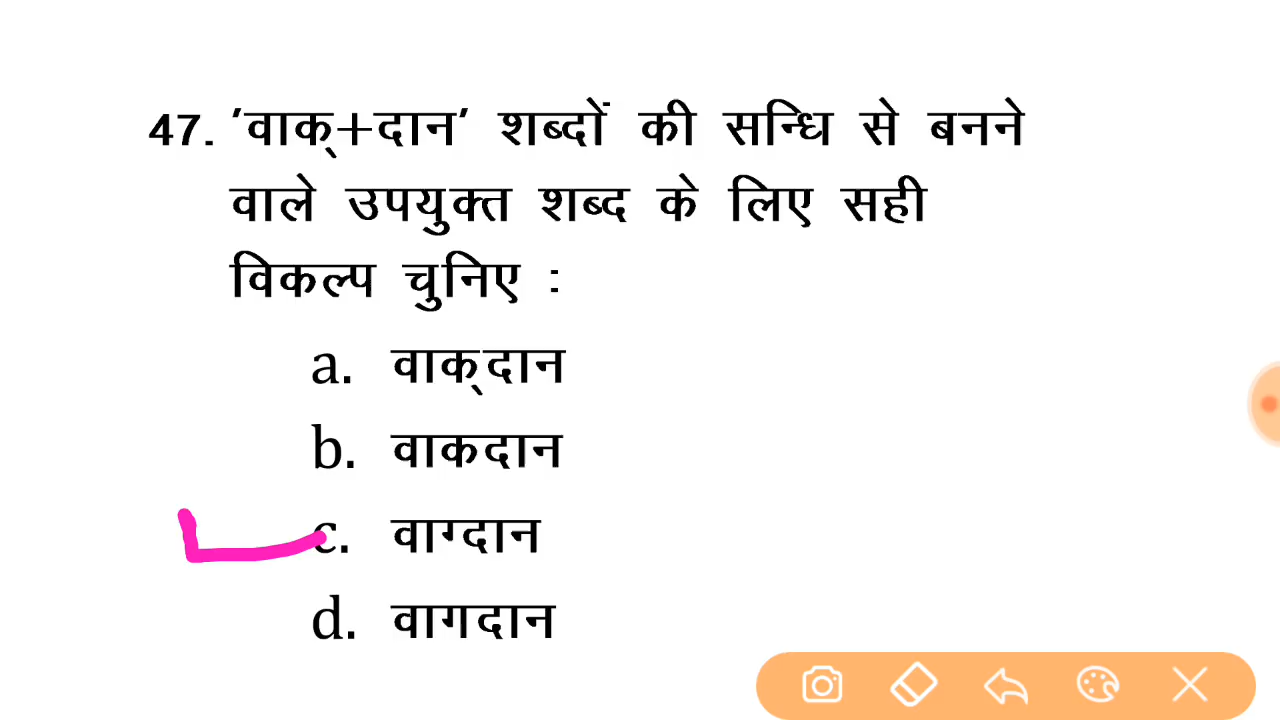 47. 'वाक्+दान' शब्दों की सन्धि से बनने
वाले उपयुक्त शब्द के लिए सही
विकल्प चुनिए :
a. वाक्‌दान
b. वाकदान
c. वाग्दान
d. वागदान